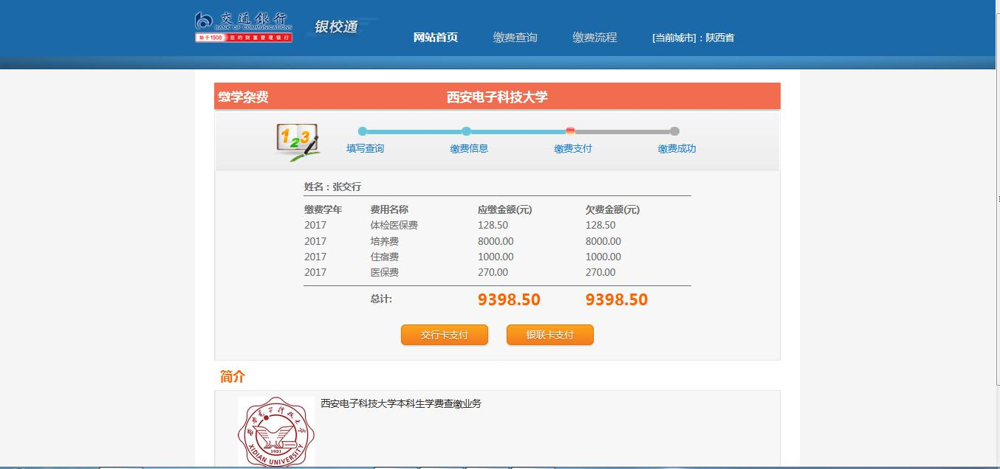 交通銀行
BANK OF COMMUNICATIONS
始于1908 您的财富管理银行
银校通
网站首页 缴费查询 缴费流程 [当前城市]：陕西省
缴学杂费 西安电子科技大学
1 2 3
填写查询 缴费信息 缴费支付 缴费成功
姓名：张交行
缴费学年 费用名称 应缴金额(元) 欠费金额(元)
2017 体检医保费 128.50 128.50
2017 培养费 8000.00 8000.00
2017 住宿费 1000.00 1000.00
2017 医保费 270.00 270.00
总计: 9398.50 9398.50
交行卡支付 银联卡支付
简介
西安电子科技大学本科生学费查缴业务
西安电子科技大学
1931
XIDIAN UNIVERSITY